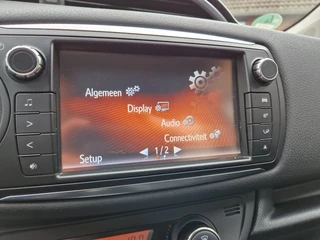 Algemeen
Display
Audio
Connectiviteit
Setup
1/2